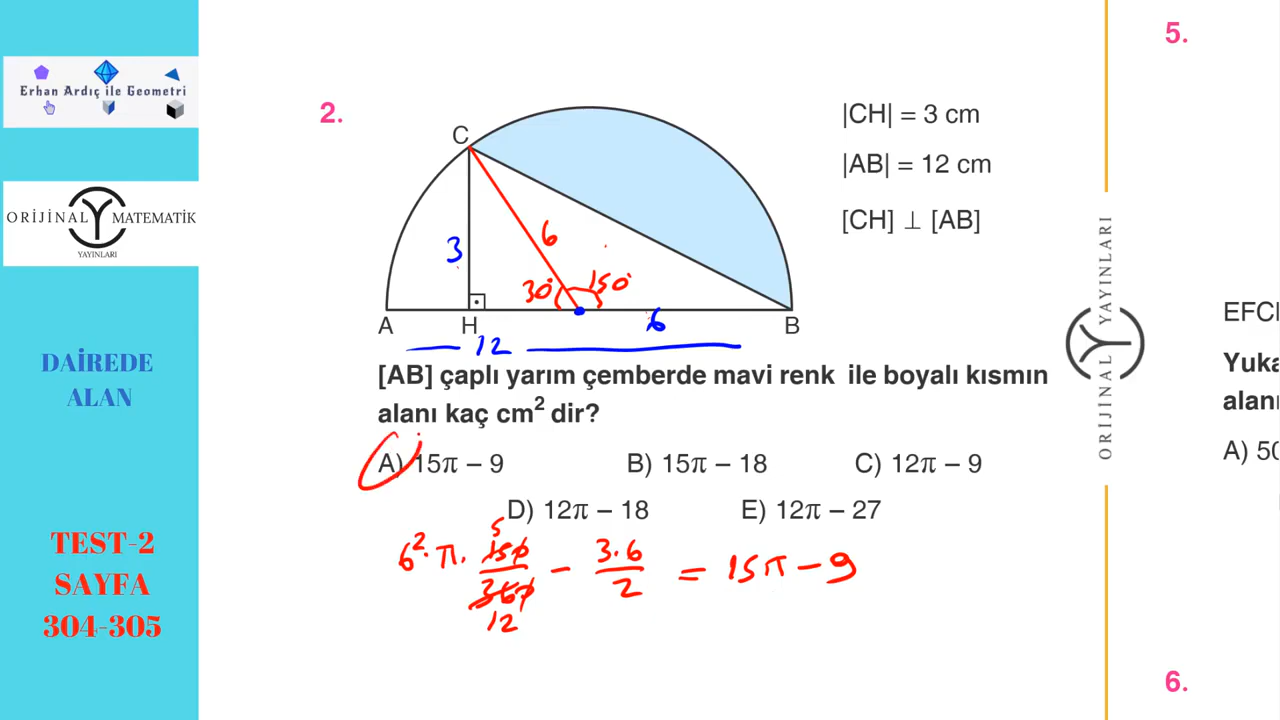 Erhan Ardıç ile Geometri
ORİJİNAL MATEMATİK
YAYINLARI
DAİREDE
ALAN
TEST-2
SAYFA
304-305
2.
C
|CH| = 3 cm
|AB| = 12 cm
[CH] ⊥ [AB]
3
6
30°
150°
A
H
6
B
12
[AB] çaplı yarım çemberde mavi renk ile boyalı kısmın
alanı kaç cm² dir?
A) 15π – 9
B) 15π – 18
C) 12π – 9
D) 12π – 18
E) 12π – 27
6² · π · 150/360 - 3.6/2 = 15π - 9
5
12
ORİJİNAL YAYINLARI
5.
EFCI
Yuka
alanı
A) 50
6.